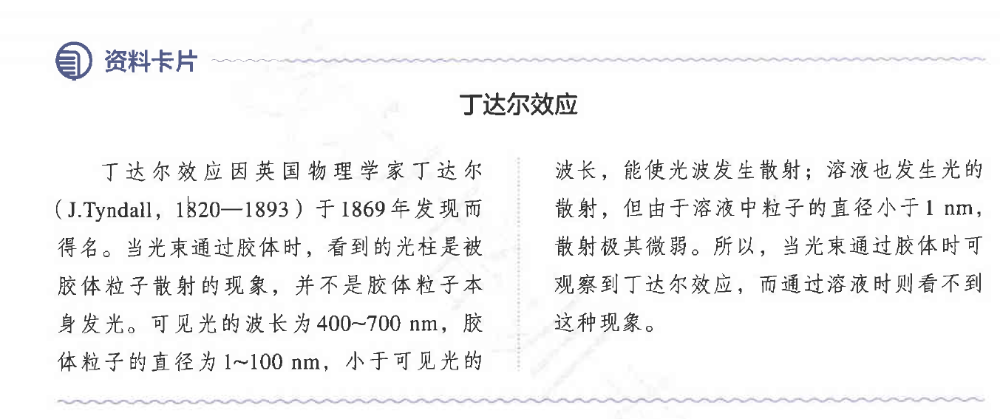 资料卡片
丁达尔效应
丁达尔效应因英国物理学家丁达尔
（J.Tyndall，1820—1893）于1869年发现而
得名。当光束通过胶体时，看到的光柱是被
胶体粒子散射的现象，并不是胶体粒子本
身发光。可见光的波长为400~700 nm，胶
体粒子的直径为1~100 nm，小于可见光的
波长，能使光波发生散射；溶液也发生光的
散射，但由于溶液中粒子的直径小于1 nm，
散射极其微弱。所以，当光束通过胶体时可
观察到丁达尔效应，而通过溶液时则看不到
这种现象。